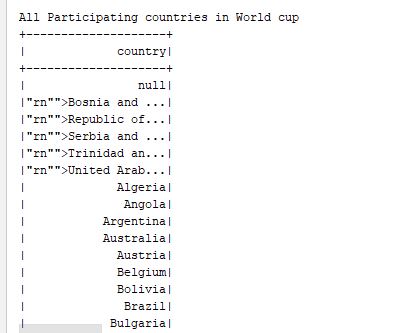 All Participating countries in World cup
+--------------------+
|             country|
+--------------------+
|                null|
|"rn"">Bosnia and ...|
|"rn"">Republic of...|
|"rn"">Serbia and ...|
|"rn"">Trinidad an...|
|"rn"">United Arab...|
|             Algeria|
|              Angola|
|           Argentina|
|           Australia|
|             Austria|
|             Belgium|
|             Bolivia|
|              Brazil|
|            Bulgaria|